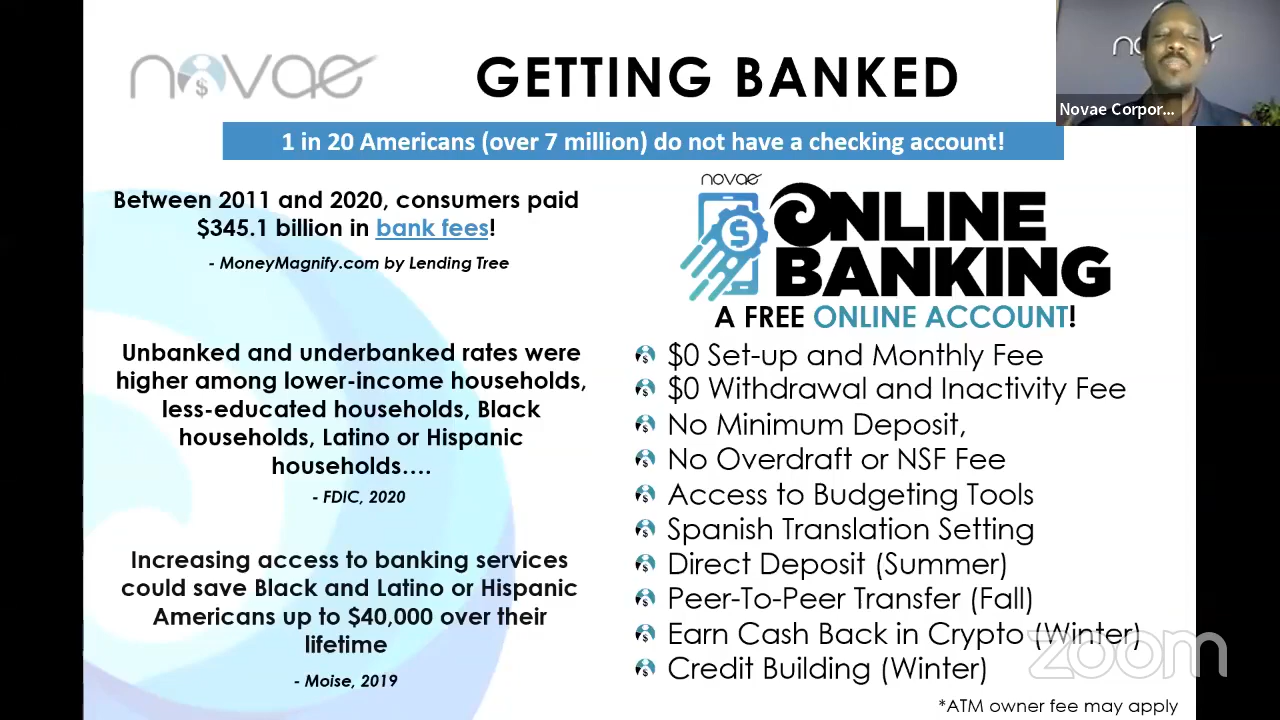 novae
GETTING BANKED
Novae Corpor...
1 in 20 Americans (over 7 million) do not have a checking account!
Between 2011 and 2020, consumers paid
$345.1 billion in bank fees!
- MoneyMagnify.com by Lending Tree
Unbanked and underbanked rates were
higher among lower-income households,
less-educated households, Black
households, Latino or Hispanic
households....
- FDIC, 2020
Increasing access to banking services
could save Black and Latino or Hispanic
Americans up to $40,000 over their
lifetime
- Moise, 2019
novae
ONLINE
BANKING
A FREE ONLINE ACCOUNT!
$0 Set-up and Monthly Fee
$0 Withdrawal and Inactivity Fee
No Minimum Deposit,
No Overdraft or NSF Fee
Access to Budgeting Tools
Spanish Translation Setting
Direct Deposit (Summer)
Peer-To-Peer Transfer (Fall)
Earn Cash Back in Crypto (Winter)
Credit Building (Winter)
zoom
*ATM owner fee may apply